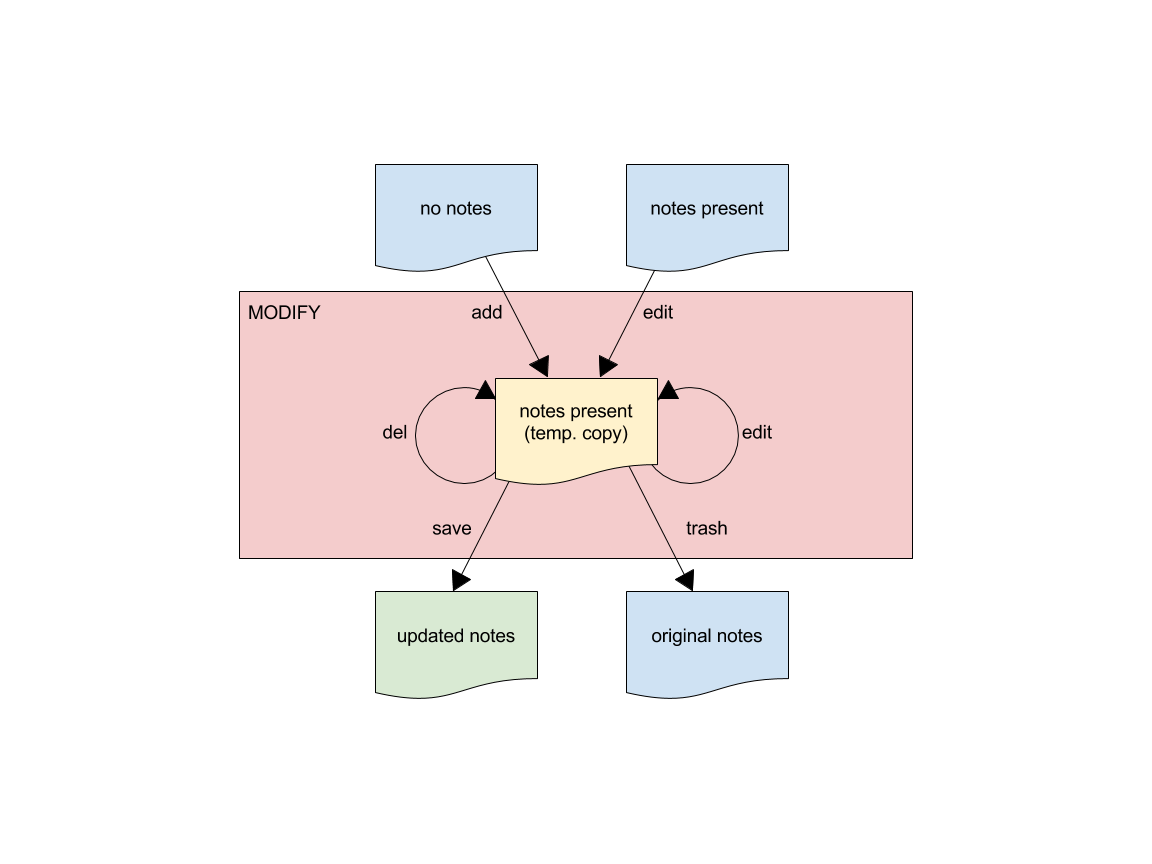 no notes
notes present
MODIFY
add
edit
notes present
(temp. copy)
del
edit
save
trash
updated notes
original notes